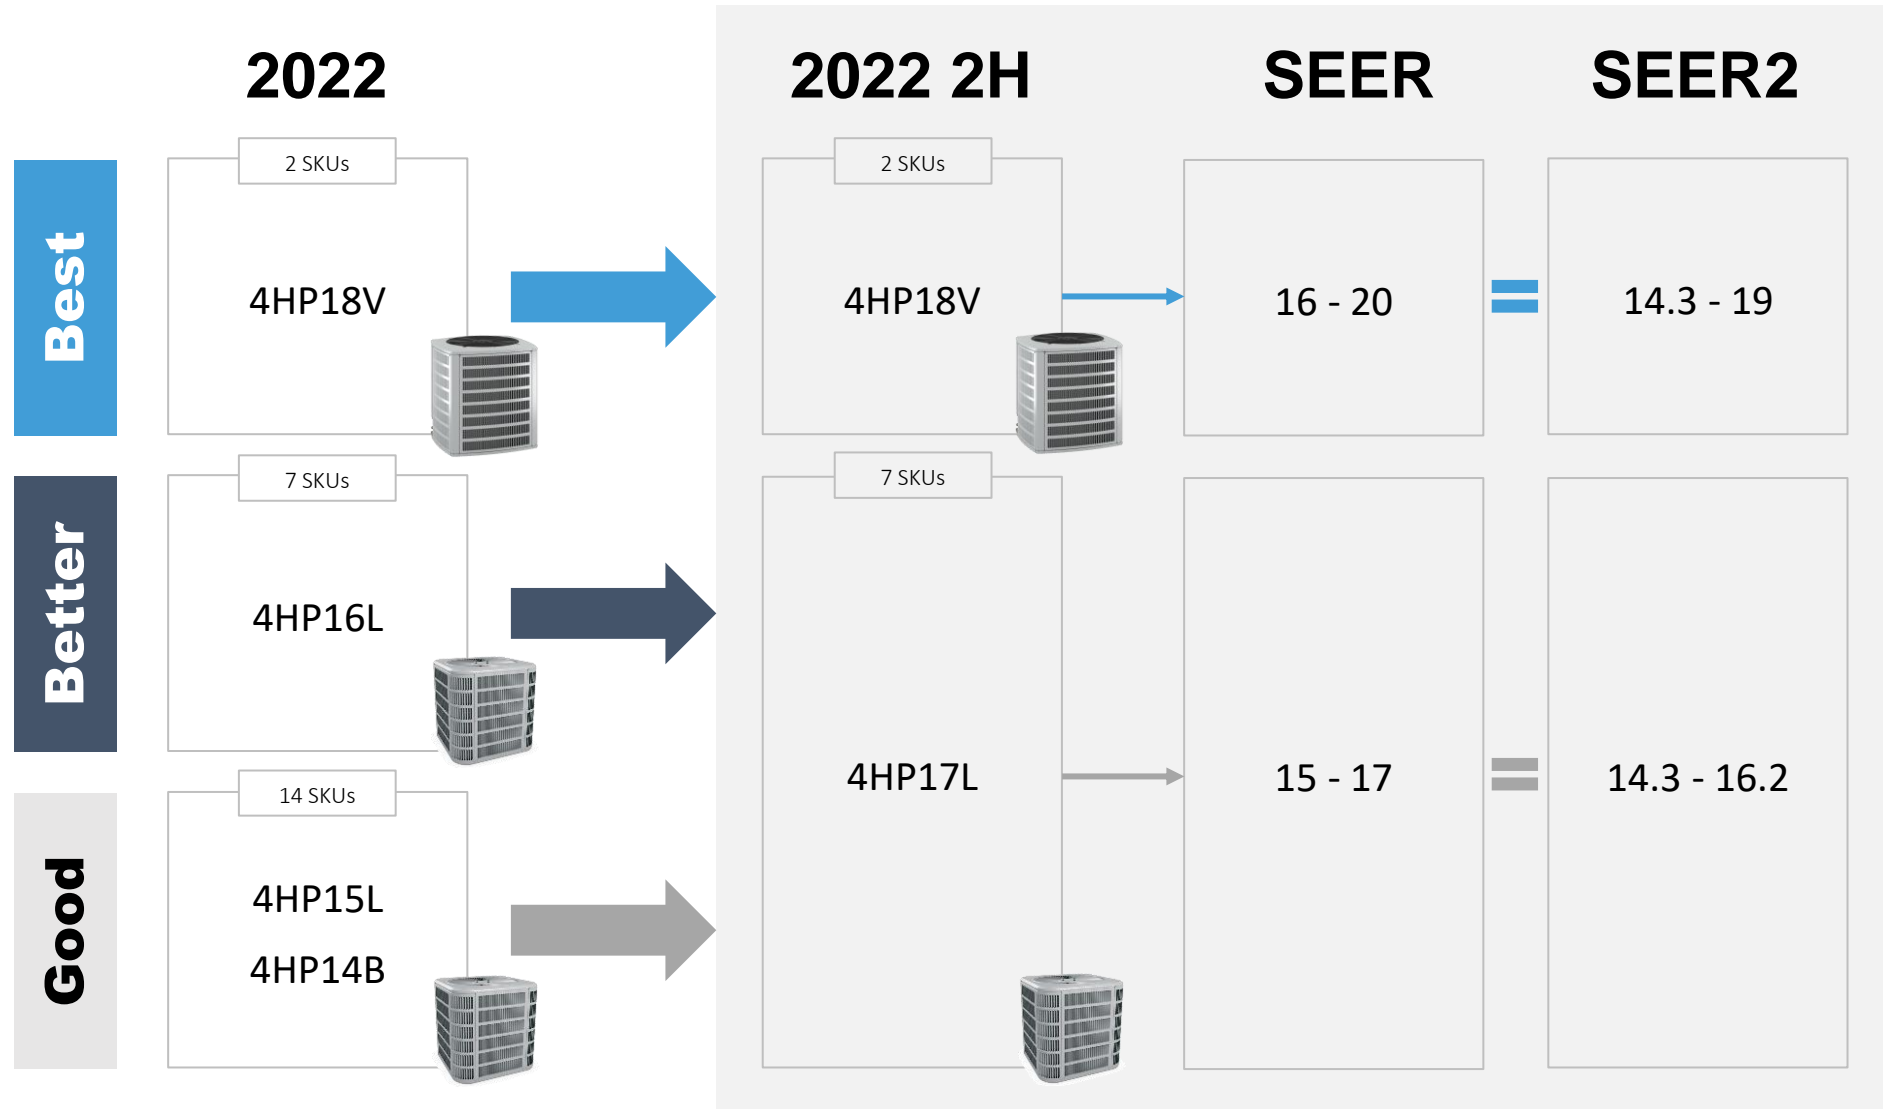 2022
2022 2H
SEER
SEER2
Best
2 SKUs
4HP18V
2 SKUs
4HP18V
16 - 20
14.3 - 19
Better
7 SKUs
4HP16L
7 SKUs
4HP17L
15 - 17
14.3 - 16.2
Good
14 SKUs
4HP15L
4HP14B